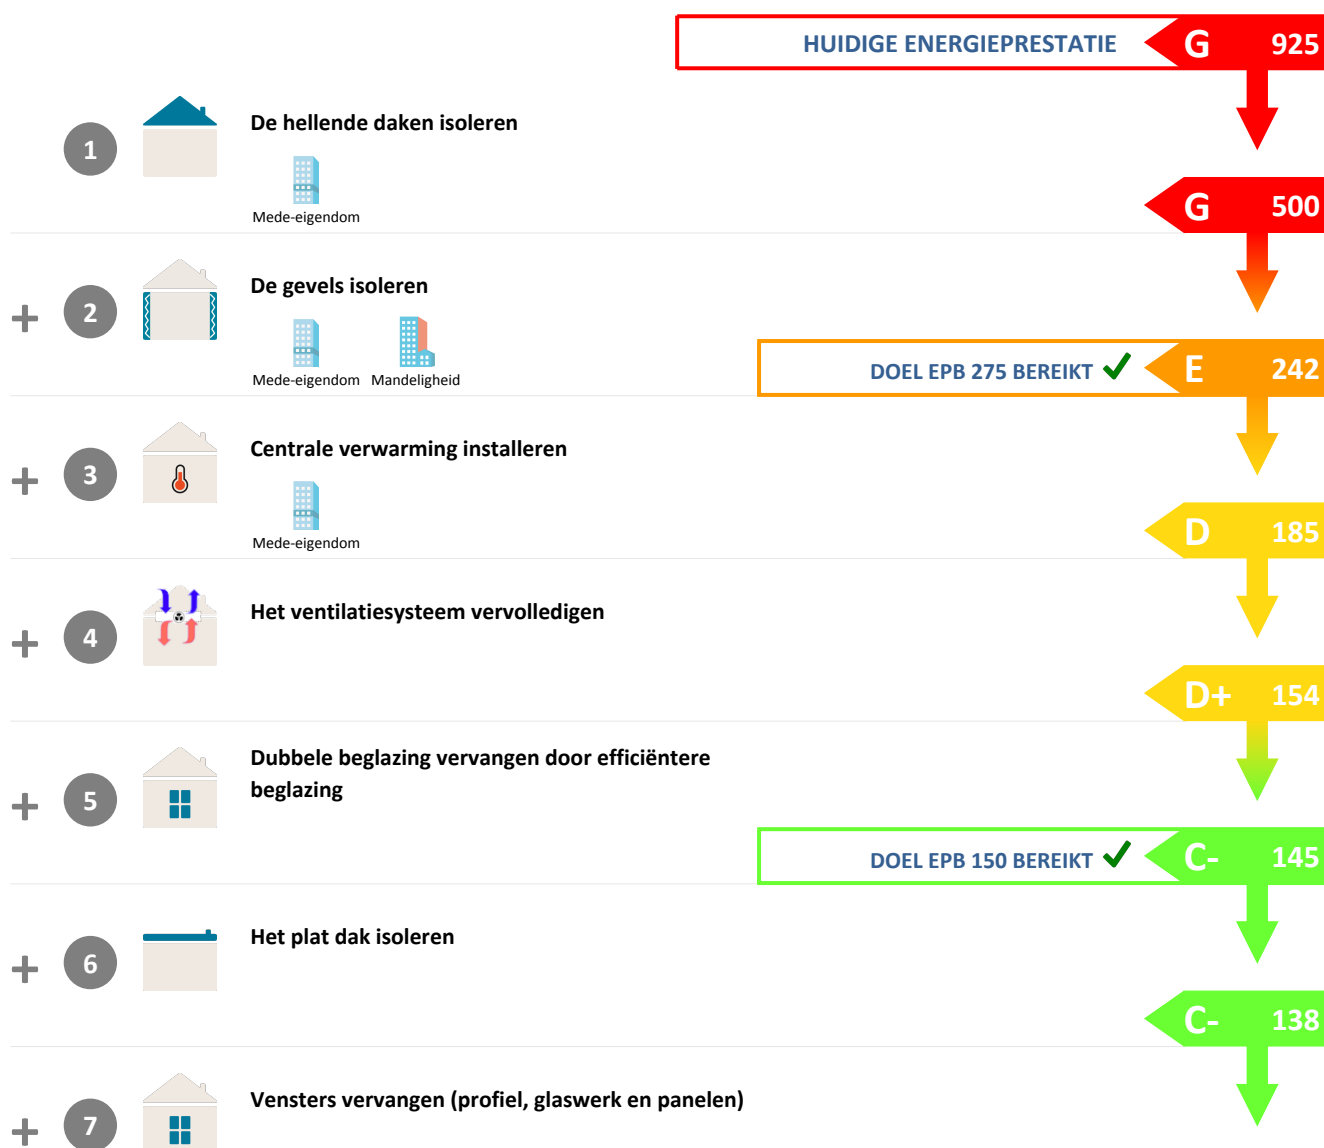 HUIDIGE ENERGIEPRESTATIE G 925
1 De hellende daken isoleren
Mede-eigendom
G 500
+ 2 De gevels isoleren
Mede-eigendom Mandeligheid
DOEL EPB 275 BEREIKT E 242
+ 3 Centrale verwarming installeren
Mede-eigendom
D 185
+ 4 Het ventilatiesysteem vervolledigen
D+ 154
+ 5 Dubbele beglazing vervangen door efficiëntere
beglazing
DOEL EPB 150 BEREIKT C- 145
+ 6 Het plat dak isoleren
C- 138
+ 7 Vensters vervangen (profiel, glaswerk en panelen)